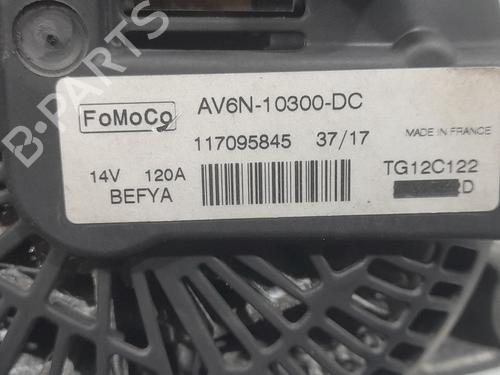 B-PARTS
FoMoCo
AV6N-10300-DC
117095845 37/17
MADE IN FRANCE
14V 120A
BEFYA
TG12C122
D